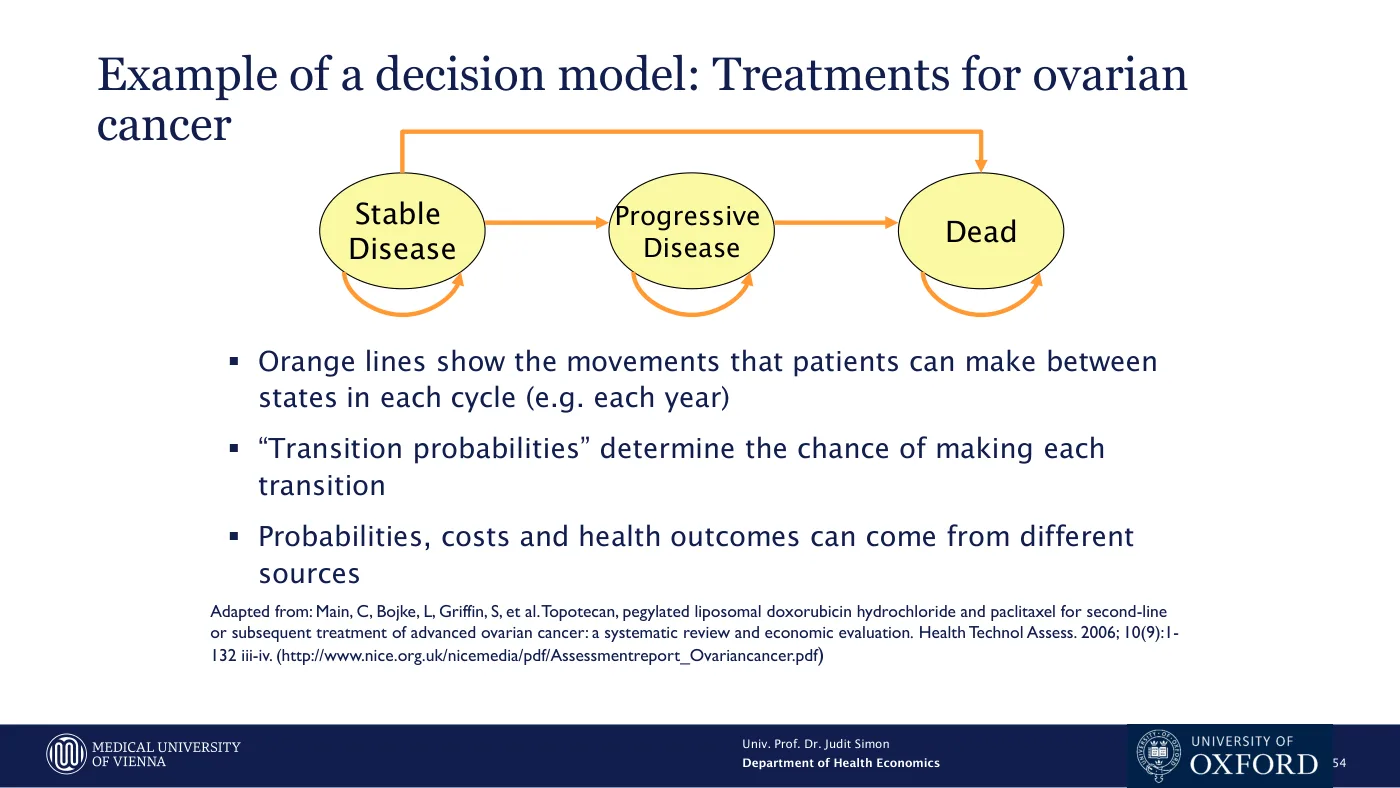 Example of a decision model: Treatments for ovarian
cancer
Stable
Disease
Progressive
Disease
Dead
▪ Orange lines show the movements that patients can make between
states in each cycle (e.g. each year)
▪ “Transition probabilities” determine the chance of making each
transition
▪ Probabilities, costs and health outcomes can come from different
sources
Adapted from: Main, C, Bojke, L, Griffin, S, et al. Topotecan, pegylated liposomal doxorubicin hydrochloride and paclitaxel for second-line
or subsequent treatment of advanced ovarian cancer: a systematic review and economic evaluation. Health Technol Assess. 2006; 10(9):1-
132 iii-iv. (http://www.nice.org.uk/nicemedia/pdf/Assessmentreport_Ovariancancer.pdf)
MEDICAL UNIVERSITY
OF VIENNA
Univ. Prof. Dr. Judit Simon
Department of Health Economics
UNIVERSITY OF
OXFORD
54